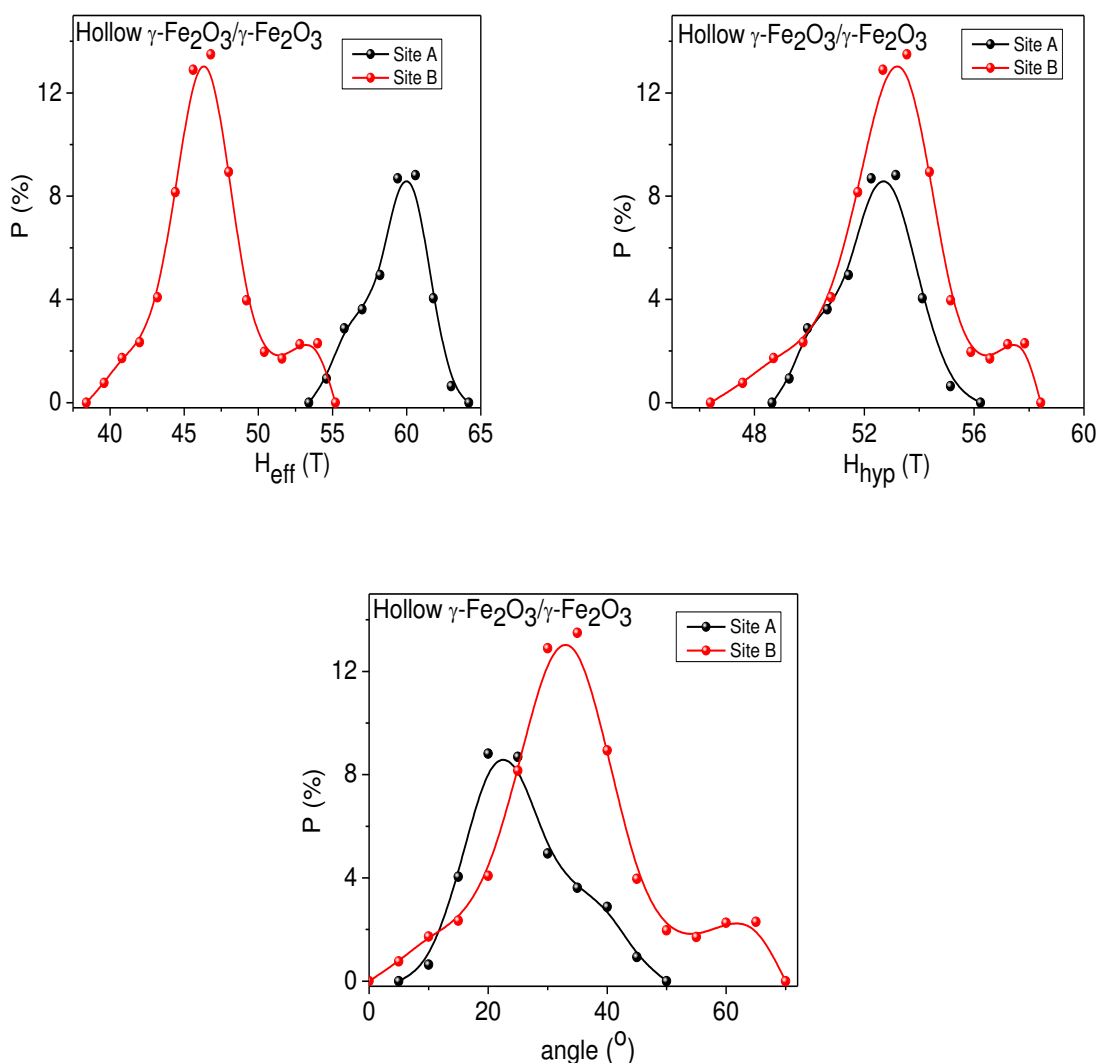 Hollow γ-Fe2O3/γ-Fe2O3
Site A
Site B
P (%)
12
8
4
0
40 45 50 55 60 65
Heff (T)
Hollow γ-Fe2O3/γ-Fe2O3
Site A
Site B
P (%)
12
8
4
0
48 52 56 60
Hhyp (T)
Hollow γ-Fe2O3/γ-Fe2O3
Site A
Site B
P (%)
12
8
4
0
0 20 40 60
angle (o)